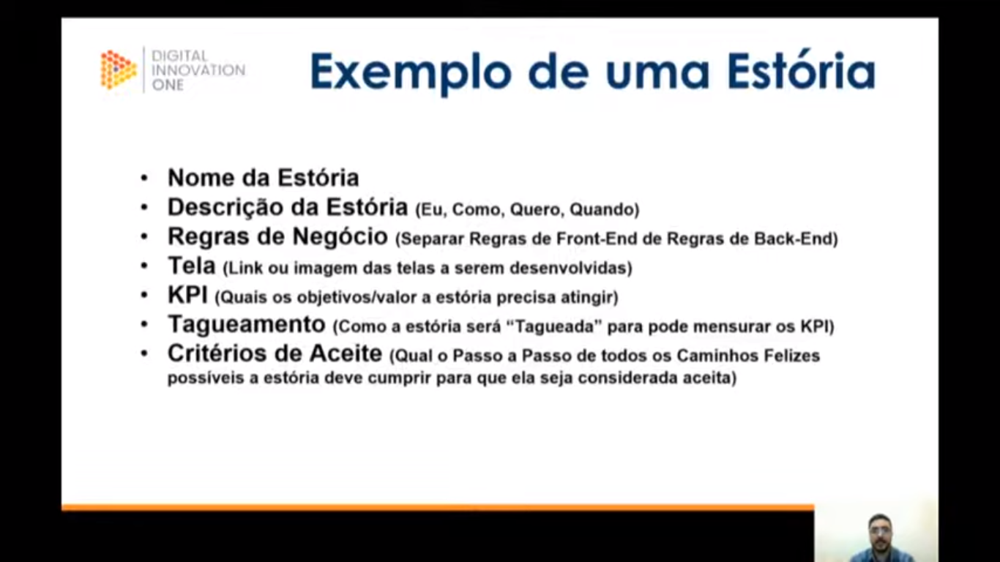 DIGITAL
INNOVATION
ONE
Exemplo de uma Estória
• Nome da Estória
• Descrição da Estória (Eu, Como, Quero, Quando)
• Regras de Negócio (Separar Regras de Front-End de Regras de Back-End)
• Tela (Link ou imagem das telas a serem desenvolvidas)
• KPI (Quais os objetivos/valor a estória precisa atingir)
• Tagueamento (Como a estória será “Tagueada” para pode mensurar os KPI)
• Critérios de Aceite (Qual o Passo a Passo de todos os Caminhos Felizes
possíveis a estória deve cumprir para que ela seja considerada aceita)